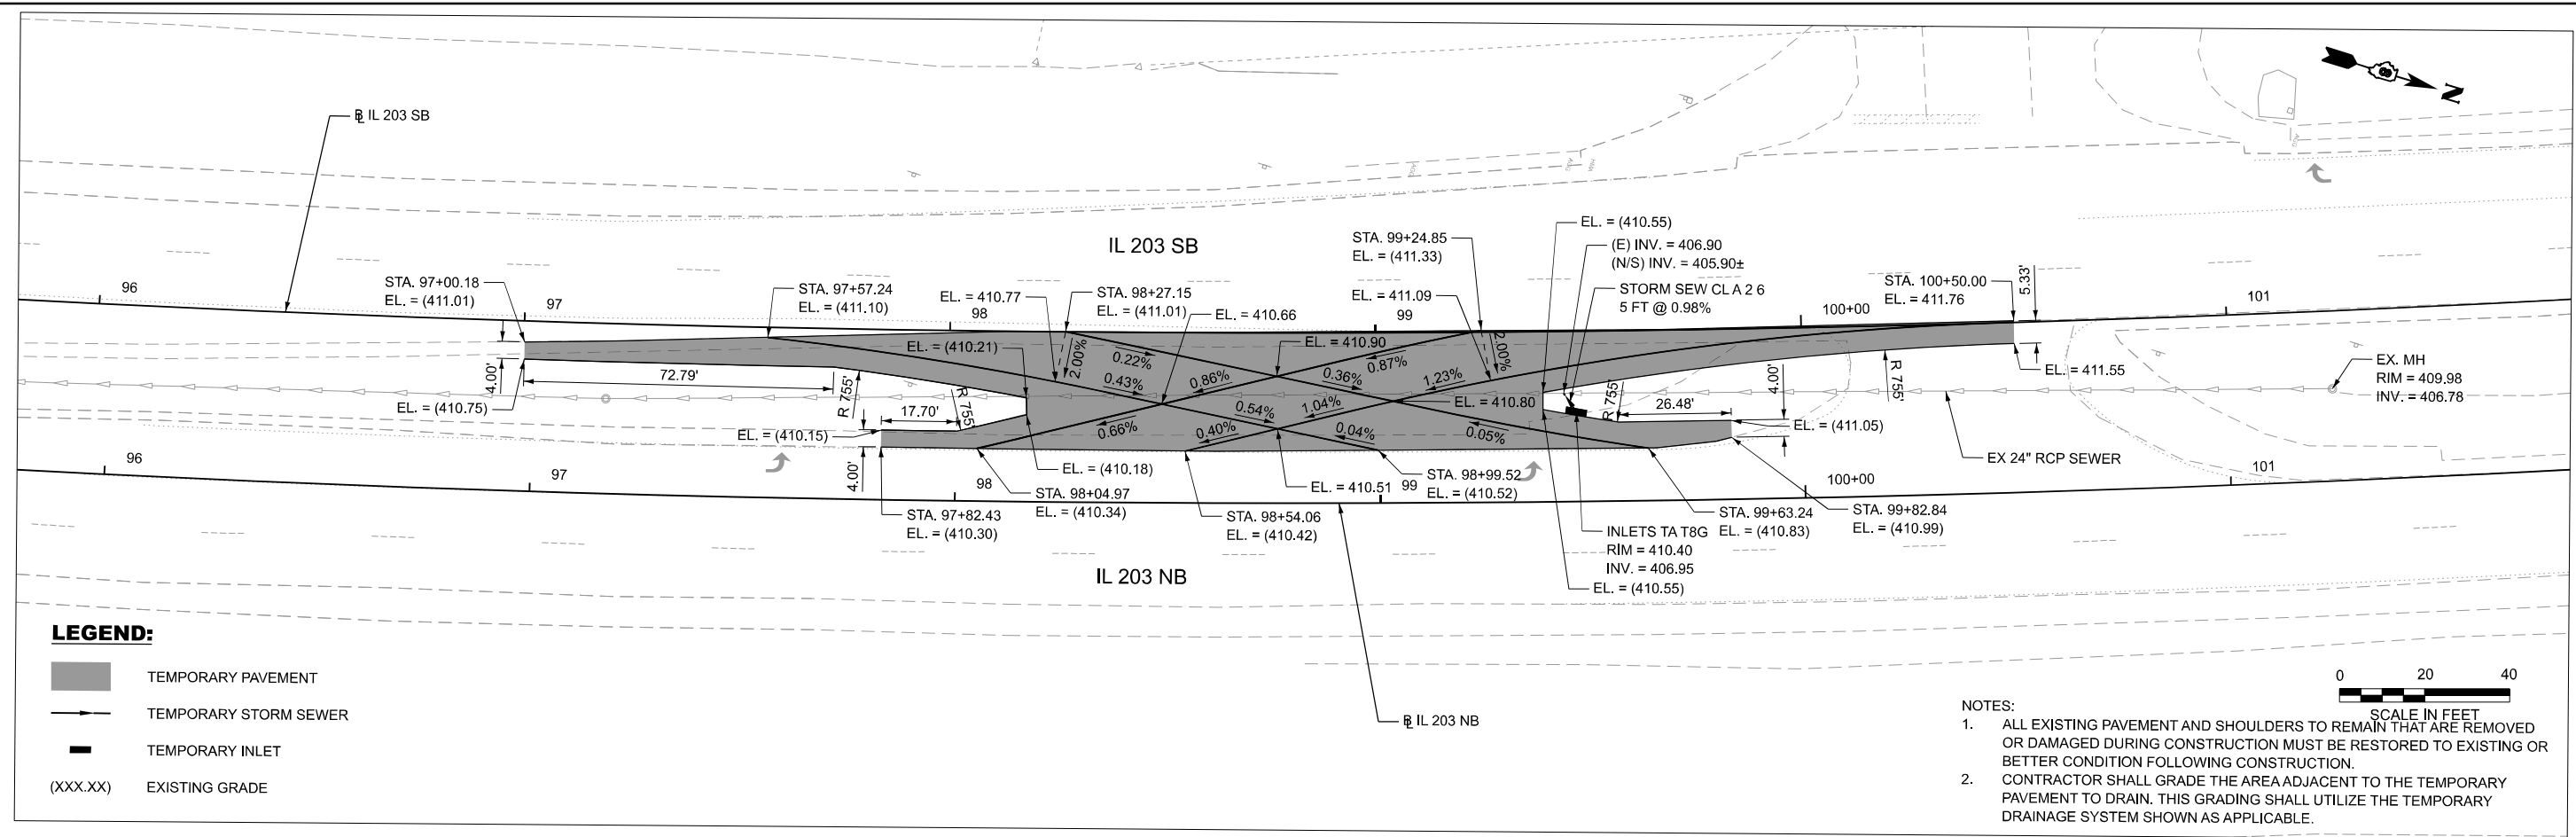 N
℄ IL 203 SB
IL 203 SB
STA. 97+00.18
EL. = (411.01)
96
97
STA. 97+57.24
EL. = (411.10)
EL. = 410.77
98
STA. 98+27.15
EL. = (411.01)
EL. = 410.66
STA. 99+24.85
EL. = (411.33)
EL. = 411.09
99
EL. = (410.55)
(E) INV. = 406.90
(N/S) INV. = 405.90±
STORM SEW CL A 2 6
5 FT @ 0.98%
STA. 100+50.00
EL. = 411.76
100+00
5.33'
101
4.00'
72.79'
EL. = (410.75)
EL. = (410.21)
2.00%
0.22%
0.43%
0.86%
EL. = 410.90
0.87%
0.36%
2.00%
1.23%
R 755'
17.70'
R 755'
0.54%
1.04%
EL. = 410.80
R 755'
26.48'
4.00'
R 755'
EL. = 411.55
EX. MH
RIM = 409.98
INV. = 406.78
EL. = (410.15)
0.66%
0.40%
0.04%
0.05%
EL. = (411.05)
EX 24" RCP SEWER
96
97
4.00'
EL. = (410.18)
98
STA. 97+82.43
EL. = (410.30)
STA. 98+04.97
EL. = (410.34)
STA. 98+54.06
EL. = (410.42)
EL. = 410.51
STA. 98+99.52
EL. = (410.52)
99
INLETS TA T8G
RIM = 410.40
INV. = 406.95
EL. = (410.55)
STA. 99+63.24
EL. = (410.83)
100+00
STA. 99+82.84
EL. = (410.99)
101
IL 203 NB
℄ IL 203 NB
LEGEND:
TEMPORARY PAVEMENT
TEMPORARY STORM SEWER
TEMPORARY INLET
(XXX.XX) EXISTING GRADE
0 20 40
SCALE IN FEET
NOTES:
1. ALL EXISTING PAVEMENT AND SHOULDERS TO REMAIN THAT ARE REMOVED
OR DAMAGED DURING CONSTRUCTION MUST BE RESTORED TO EXISTING OR
BETTER CONDITION FOLLOWING CONSTRUCTION.
2. CONTRACTOR SHALL GRADE THE AREA ADJACENT TO THE TEMPORARY
PAVEMENT TO DRAIN. THIS GRADING SHALL UTILIZE THE TEMPORARY
DRAINAGE SYSTEM SHOWN AS APPLICABLE.